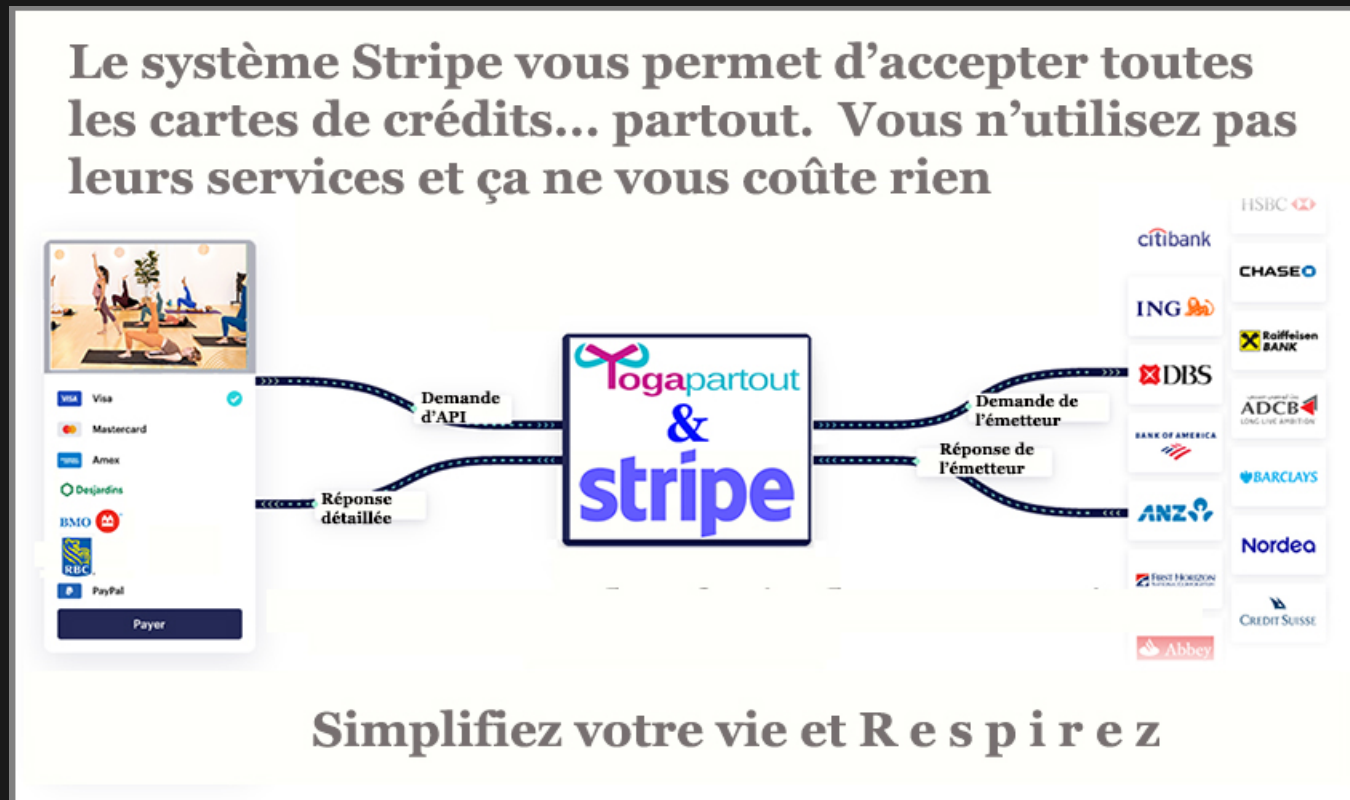 Le système Stripe vous permet d’accepter toutes
les cartes de crédits... partout. Vous n’utilisez pas
leurs services et ça ne vous coûte rien
VISA Visa
Mastercard
Amex
Desjardins
BMO
RBC
PayPal
Payer
Demande
d’API
Réponse
détaillée
Yogapartout
&
stripe
Demande de
l’émetteur
Réponse de
l’émetteur
citibank
ING
DBS
BANK OF AMERICA
ANZ
FIRST HORIZON
Abbey
HSBC
CHASE
Raiffeisen
BANK
ADCB
LONG LIVE AMBITION
BARCLAYS
Nordea
CREDIT SUISSE
Simplifiez votre vie et R e s p i r e z